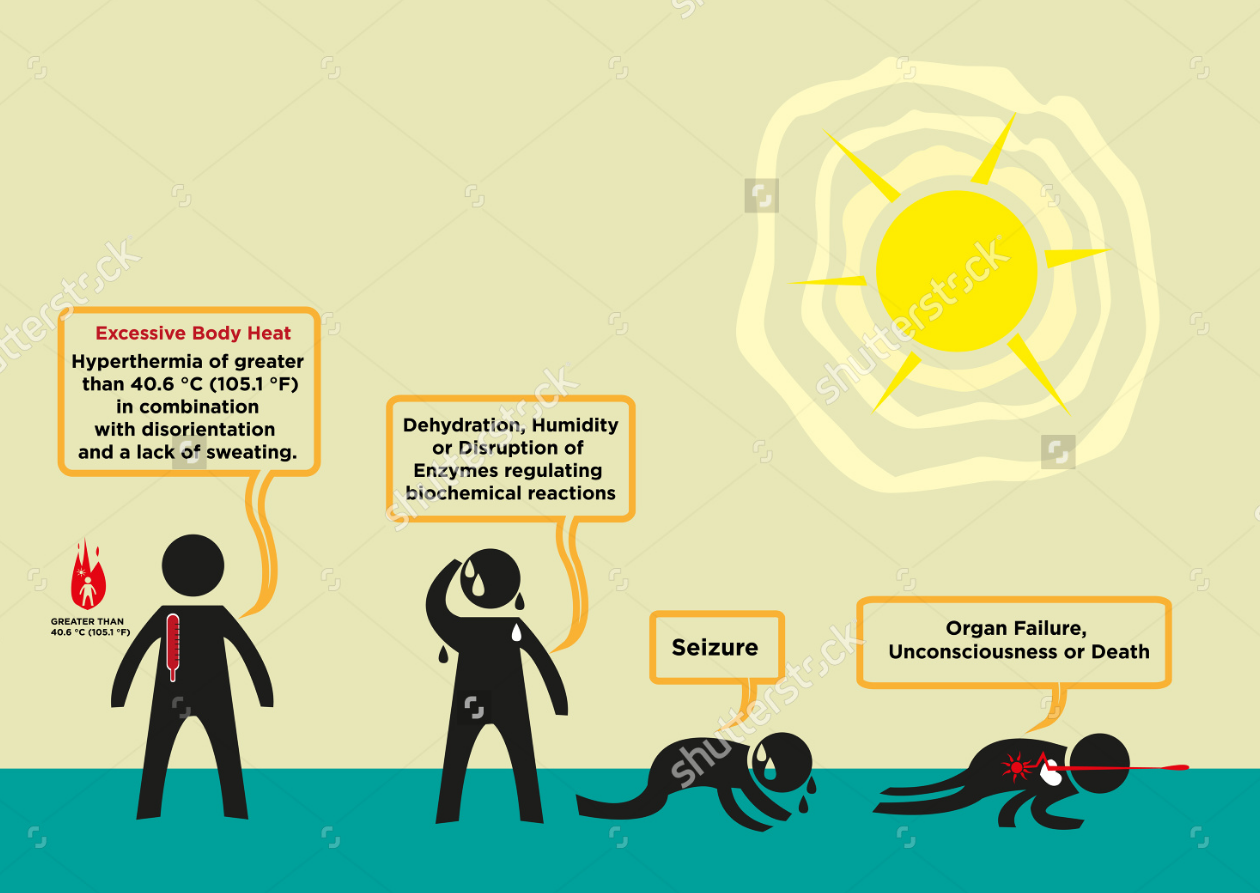 Excessive Body Heat
Hyperthermia of greater
than 40.6 °C (105.1 °F)
in combination
with disorientation
and a lack of sweating.
GREATER THAN
40.6 °C (105.1 °F)
Dehydration, Humidity
or Disruption of
Enzymes regulating
biochemical reactions
Seizure
Organ Failure,
Unconsciousness or Death
shutterstock
shutterstock
shutterstock
shutterstock